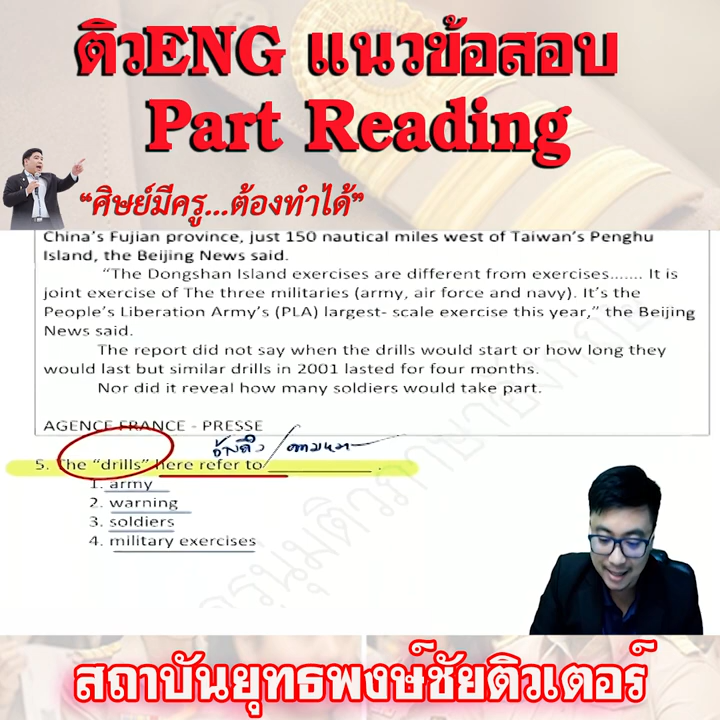 ติวENG แนวข้อสอบ
Part Reading
“ศิษย์มีครู...ต้องทำได้”
China’s Fujian province, just 150 nautical miles west of Taiwan’s Penghu
Island, the Beijing News said.
“The Dongshan Island exercises are different from exercises....... It is
joint exercise of The three militaries (army, air force and navy). It’s the
People’s Liberation Army’s (PLA) largest- scale exercise this year,” the Beijing
News said.
The report did not say when the drills would start or how long they
would last but similar drills in 2001 lasted for four months.
Nor did it reveal how many soldiers would take part.
AGENCE FRANCE - PRESSE
อ้างถึง /
5. The “drills” here refer to ____________ .
1. army
2. warning
3. soldiers
4. military exercises
สถาบันยุทธพงษ์ชัยติวเตอร์